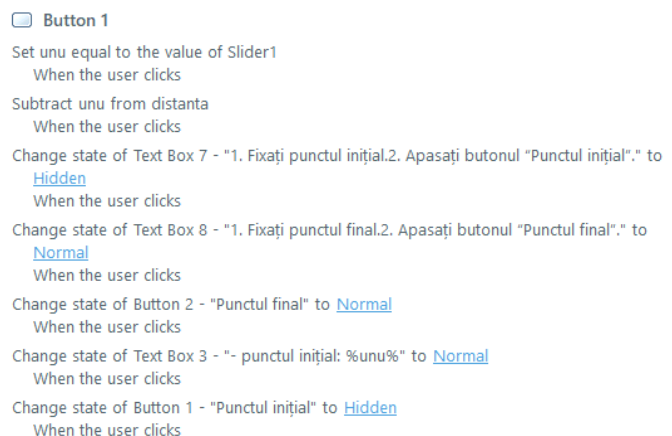 Button 1
Set unu equal to the value of Slider1
When the user clicks
Subtract unu from distanta
When the user clicks
Change state of Text Box 7 - "1. Fixați punctul inițial.2. Apasați butonul “Punctul inițial”." to
Hidden
When the user clicks
Change state of Text Box 8 - "1. Fixați punctul final.2. Apasați butonul “Punctul final”." to
Normal
When the user clicks
Change state of Button 2 - "Punctul final" to Normal
When the user clicks
Change state of Text Box 3 - "- punctul inițial: %unu%" to Normal
When the user clicks
Change state of Button 1 - "Punctul inițial" to Hidden
When the user clicks